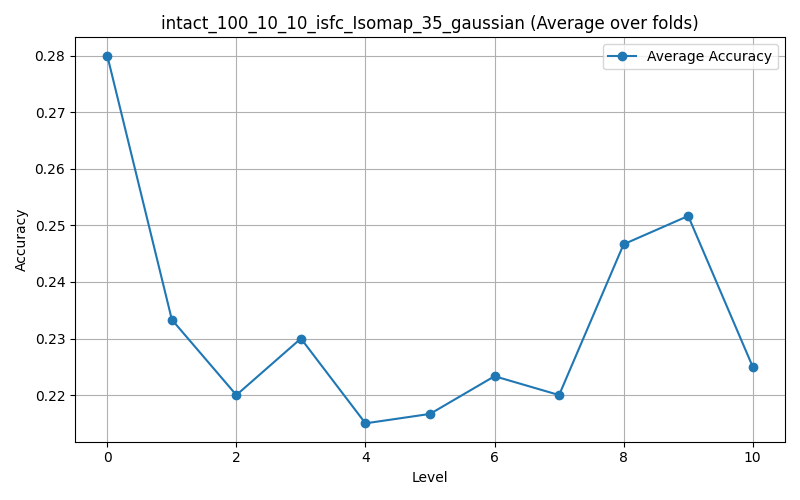 intact_100_10_10_isfc_Isomap_35_gaussian (Average over folds)
Average Accuracy
0.28
0.27
0.26
0.25
0.24
0.23
0.22
Accuracy
0 2 4 6 8 10
Level